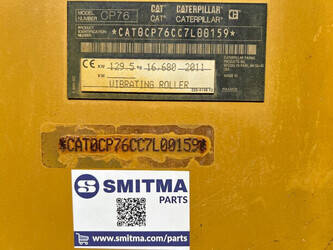 MODEL NUMBER CP76 CAT CATERPILLAR
CAT CATERPILLAR
*CAT0CP76CC7L00159*
CE KW 129.5 kg 16.680-2011
VIBRATING ROLLER
*CAT0CP76CC7L00159*
SMITMA
PARTS
www.smitma.com/parts